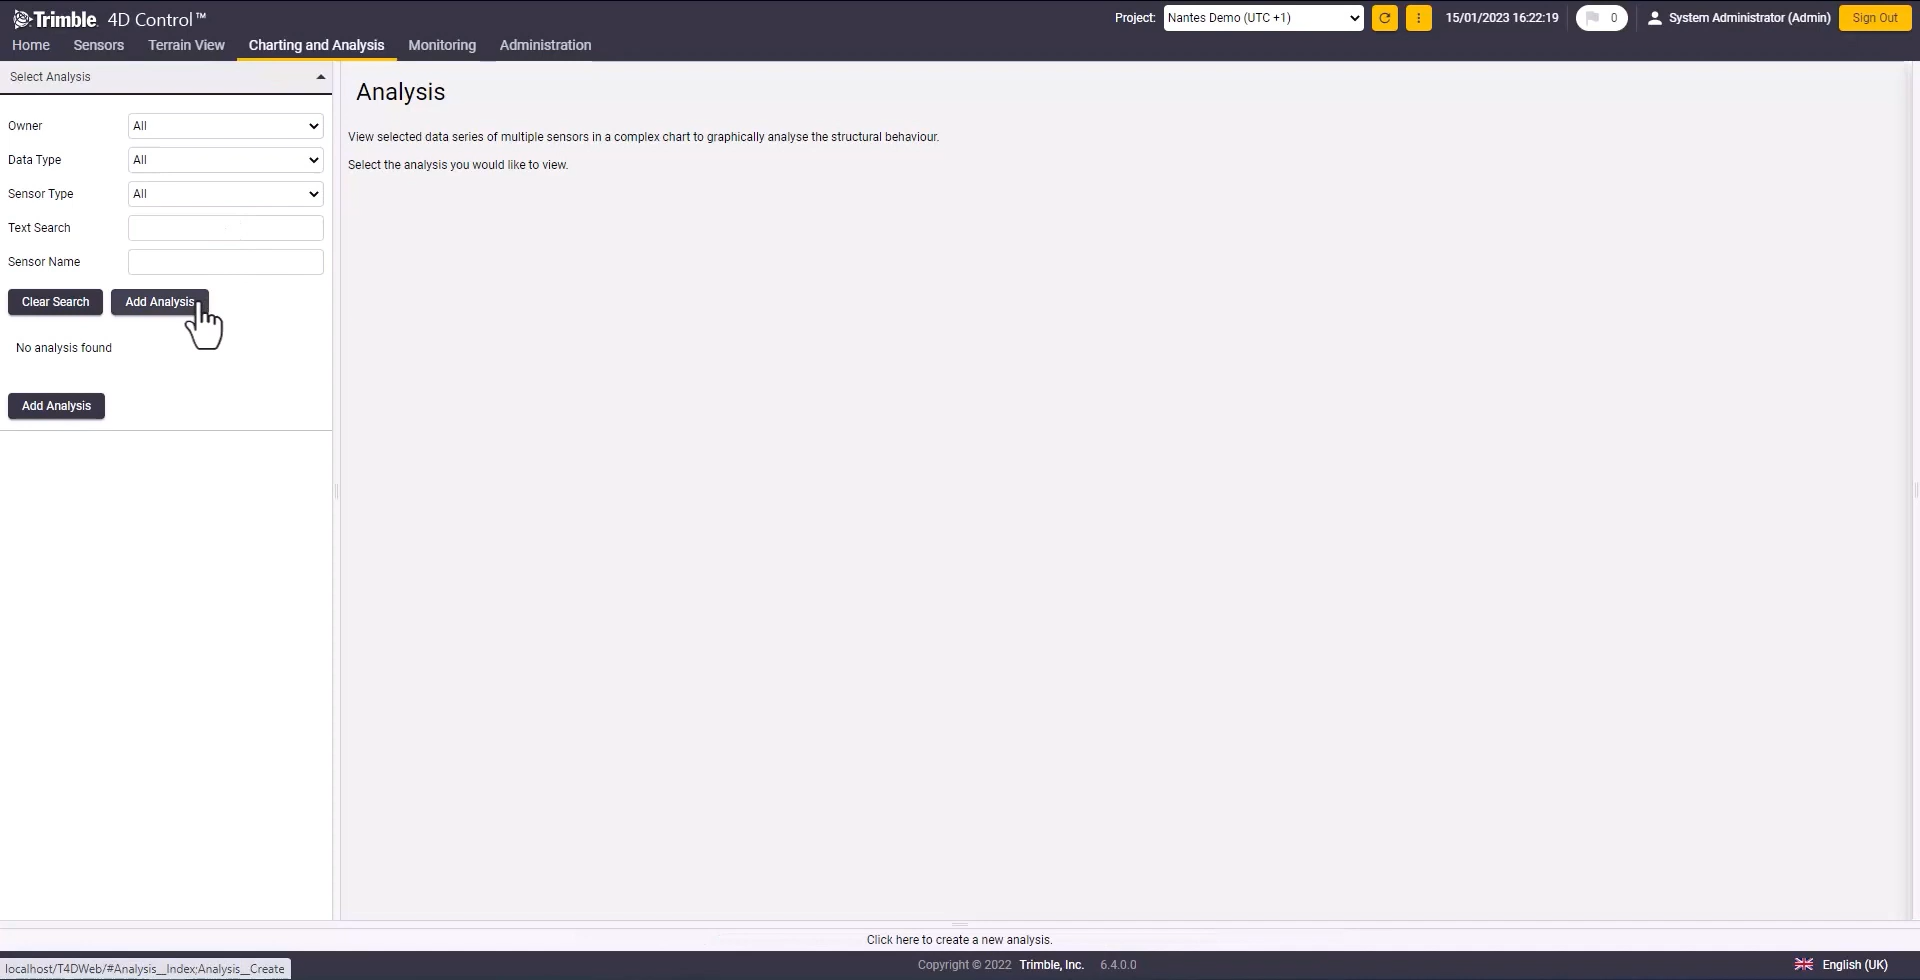 Trimble 4D Control™
Project: Nantes Demo (UTC +1) 15/01/2023 16:22:19 0 System Administrator (Admin) Sign Out
Home Sensors Terrain View Charting and Analysis Monitoring Administration
Select Analysis
Analysis
Owner All
View selected data series of multiple sensors in a complex chart to graphically analyse the structural behaviour.
Data Type All
Select the analysis you would like to view.
Sensor Type All
Text Search
Sensor Name
Clear Search Add Analysis
No analysis found
Add Analysis
Click here to create a new analysis.
localhost/T4DWeb/#Analysis__Index;Analysis__Create
Copyright © 2022 Trimble, Inc. 6.4.0.0
English (UK)